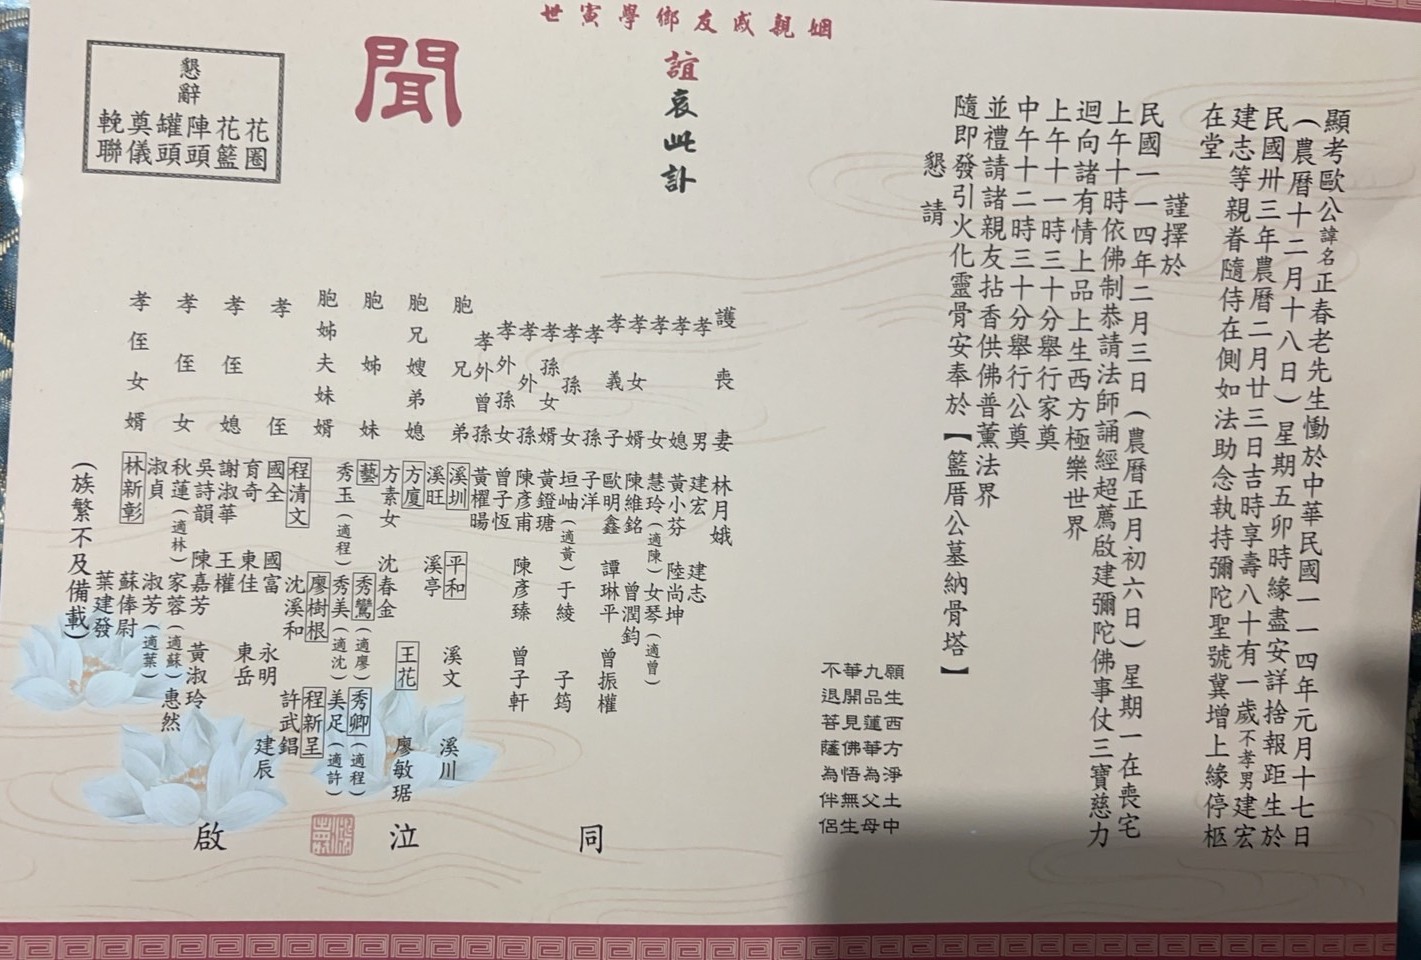 顯考歐公諱名正春老先生慟於中華民國一一四年元月十七日
(農曆十二月十八日)星期五卯時緣盡安詳捨報距生於
民國卅三年農曆二月廿三日吉時享壽八十有一歲不孝男建宏
建志等親眷隨侍在側如法助念執持彌陀聖號冀增上緣停柩
在堂
謹擇於
民國一一四年二月三日(農曆正月初六日)星期一在喪宅
上午十時依佛制恭請法師誦經超薦啟建彌陀佛事仗三寶慈力
迴向諸有情上品上生西方極樂世界
上午十一時三十分舉行家奠
中午十二時三十分舉行公奠
並禮請諸親友拈香供佛普薰法界
隨即發引火化靈骨安奉於【籃厝公墓納骨塔】
懇請
願生西方淨土中
九品蓮華為父母
華開見佛悟無生
不退菩薩為伴侶
姻親戚友鄉學寅世
誼哀此訃
聞
護喪妻 林月娥
孝男 建宏 建志
孝媳 黃小芬 陸尚坤
孝女 慧玲(適陳) 女琴(適曾)
孝女婿 陳維銘 曾潤鈞
孝義子 歐明鑫 譚琳平 曾振權
孝孫 子洋
孝孫女 垣岫(適黃) 于綾 子筠
孝孫女婿 黃鐙瑭
孝外孫 陳彥甫 陳彥臻 曾子軒
孝外孫女 曾子恆
孝外曾孫 黃櫂暘
胞兄弟 溪圳 平和 溪文 溪川
溪旺 溪亭
胞兄嫂弟媳 方廈 王花 廖敏琚
方素女 沈春金
胞姊妹 藝 秀鸞(適廖) 秀卿(適程)
秀玉(適程) 秀美(適沈) 美足(適許)
胞姊夫妹婿 程清文 廖樹根 程新呈
沈溪和 許武錩
孝侄 國全 國富 永明 建辰
育奇 東佳 東岳
孝侄媳 謝淑華 王權
吳詩韻 陳嘉芳 黃淑玲
孝侄女 秋蓮(適林) 家蓉(適蘇) 惠然
淑貞 淑芳(適葉)
孝侄女婿 林新彰 蘇俸尉
葉建發
(族繁不及備載)
同泣啟
懇辭
花圈
花籃
陣頭
罐頭
奠儀
輓聯